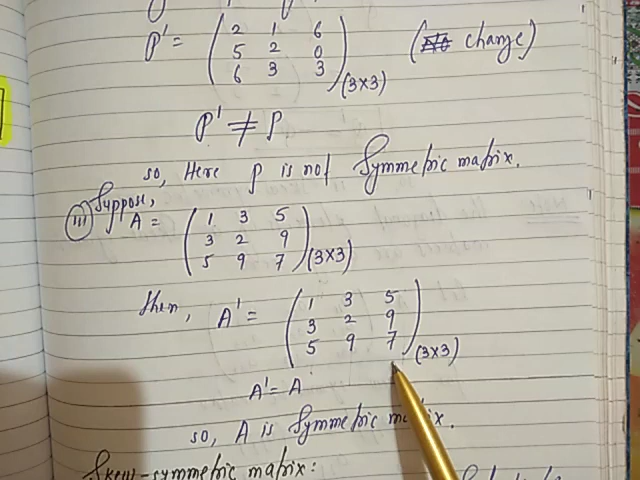 P' = ( 2 1 6
5 2 0
6 3 3 )(3×3) (change)
P' ≠ P
so, Here P is not Symmetric matrix.
(iii) Suppose,
A = ( 1 3 5
3 2 9
5 9 7 )(3×3)
then, A' = ( 1 3 5
3 2 9
5 9 7 )(3×3)
A' = A
so, A is Symmetric matrix.
Skew-symmetric matrix: